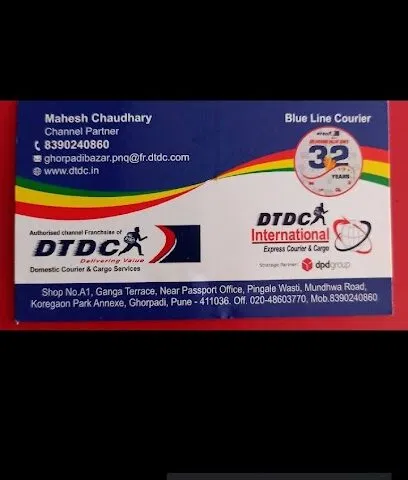 Mahesh Chaudhary
Channel Partner
8390240860
ghorpadibazar.pnq@fr.dtdc.com
www.dtdc.in
Blue Line Courier
32
YEARS
Authorised channel Franchsise of
DTDC
Delivering Value
Domestic Courier & Cargo Services
DTDC
International
Express Courier & Cargo
Strategic Partner: dpdgroup
Shop No.A1, Ganga Terrace, Near Passport Office, Pingale Wasti, Mundhwa Road,
Koregaon Park Annexe, Ghorpadi, Pune - 411036. Off. 020-48603770, Mob.8390240860